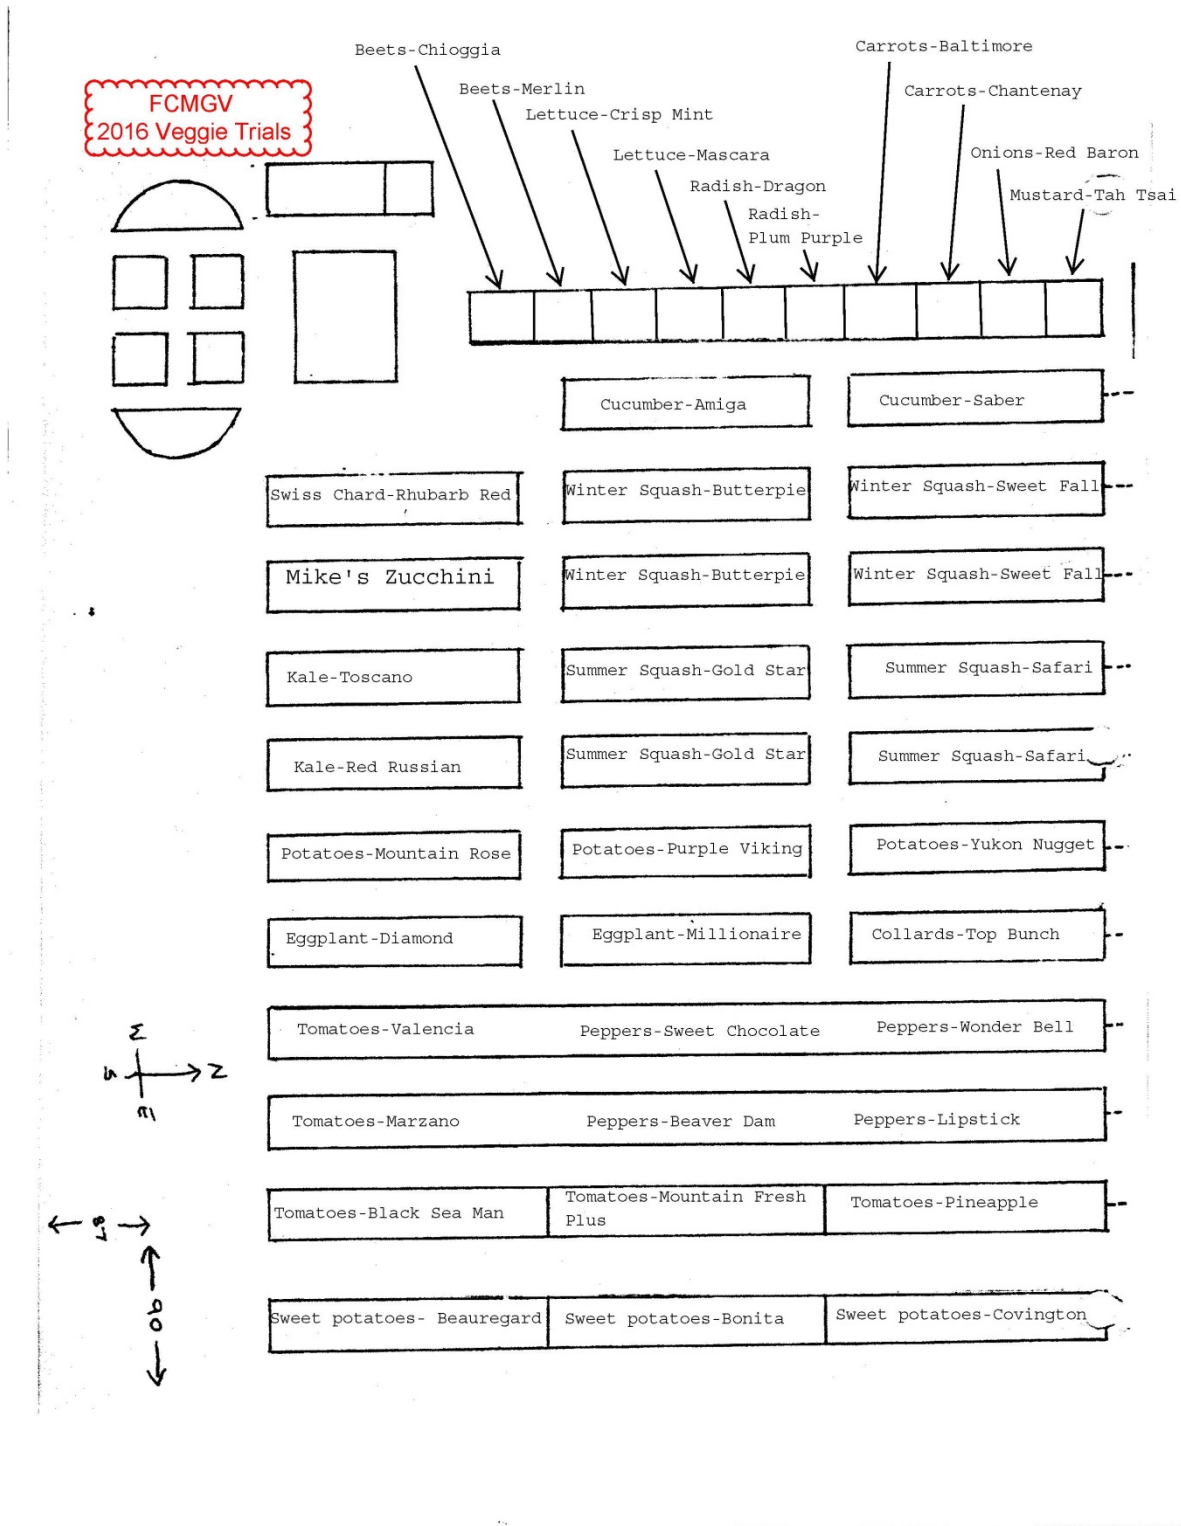 Beets-Chioggia
Carrots-Baltimore
FCMGV
2016 Veggie Trials
Beets-Merlin
Carrots-Chantenay
Lettuce-Crisp Mint
Lettuce-Mascara
Onions-Red Baron
Radish-Dragon
Mustard-Tah Tsai
Radish-
Plum Purple
Cucumber-Amiga
Cucumber-Saber
Swiss Chard-Rhubarb Red
Winter Squash-Butterpie
Winter Squash-Sweet Fall
Mike's Zucchini
Winter Squash-Butterpie
Winter Squash-Sweet Fall
Kale-Toscano
Summer Squash-Gold Star
Summer Squash-Safari
Kale-Red Russian
Summer Squash-Gold Star
Summer Squash-Safari
Potatoes-Mountain Rose
Potatoes-Purple Viking
Potatoes-Yukon Nugget
Eggplant-Diamond
Eggplant-Millionaire
Collards-Top Bunch
Tomatoes-Valencia
Peppers-Sweet Chocolate
Peppers-Wonder Bell
W
S
N
E
Tomatoes-Marzano
Peppers-Beaver Dam
Peppers-Lipstick
Tomatoes-Black Sea Man
Tomatoes-Mountain Fresh
Plus
Tomatoes-Pineapple
90
Sweet potatoes- Beauregard
Sweet potatoes-Bonita
Sweet potatoes-Covington